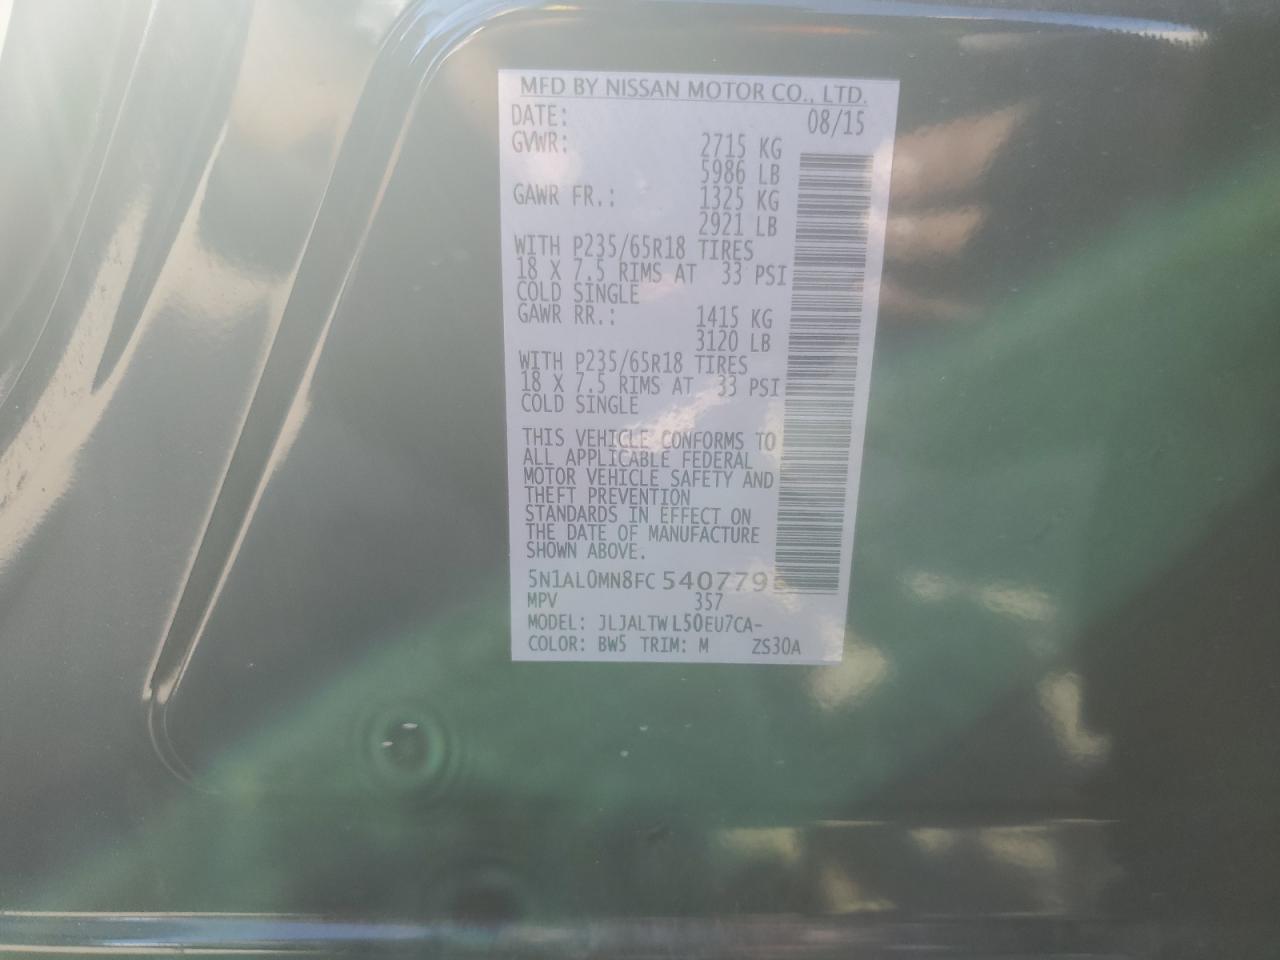 MFD BY NISSAN MOTOR CO., LTD.
DATE: 08/15
GVWR: 2715 KG
5986 LB
GAWR FR.: 1325 KG
2921 LB
WITH P235/65R18 TIRES
18 X 7.5 RIMS AT 33 PSI
COLD SINGLE
GAWR RR.: 1415 KG
3120 LB
WITH P235/65R18 TIRES
18 X 7.5 RIMS AT 33 PSI
COLD SINGLE
THIS VEHICLE CONFORMS TO
ALL APPLICABLE FEDERAL
MOTOR VEHICLE SAFETY AND
THEFT PREVENTION
STANDARDS IN EFFECT ON
THE DATE OF MANUFACTURE
SHOWN ABOVE.
5N1AL0MN8FC
MPV 357
MODEL: JLJALTWL50EU7CA-
COLOR: BW5 TRIM: M ZS30A